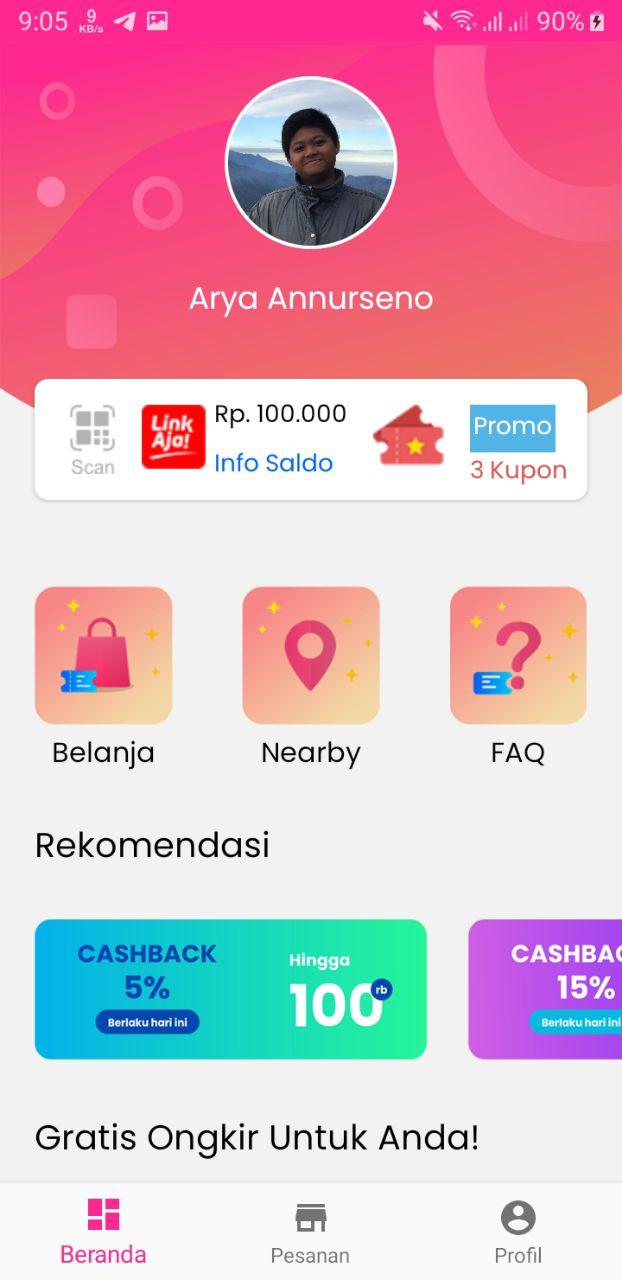 9:05 9 KB/s 90%
Arya Annurseno
Scan
Link Aja!
Rp. 100.000
Info Saldo
Promo
3 Kupon
Belanja
Nearby
FAQ
Rekomendasi
CASHBACK
5%
Berlaku hari ini
Hingga
100 rb
CASHBAC
15%
Berlaku hari ini
Gratis Ongkir Untuk Anda!
Beranda
Pesanan
Profil